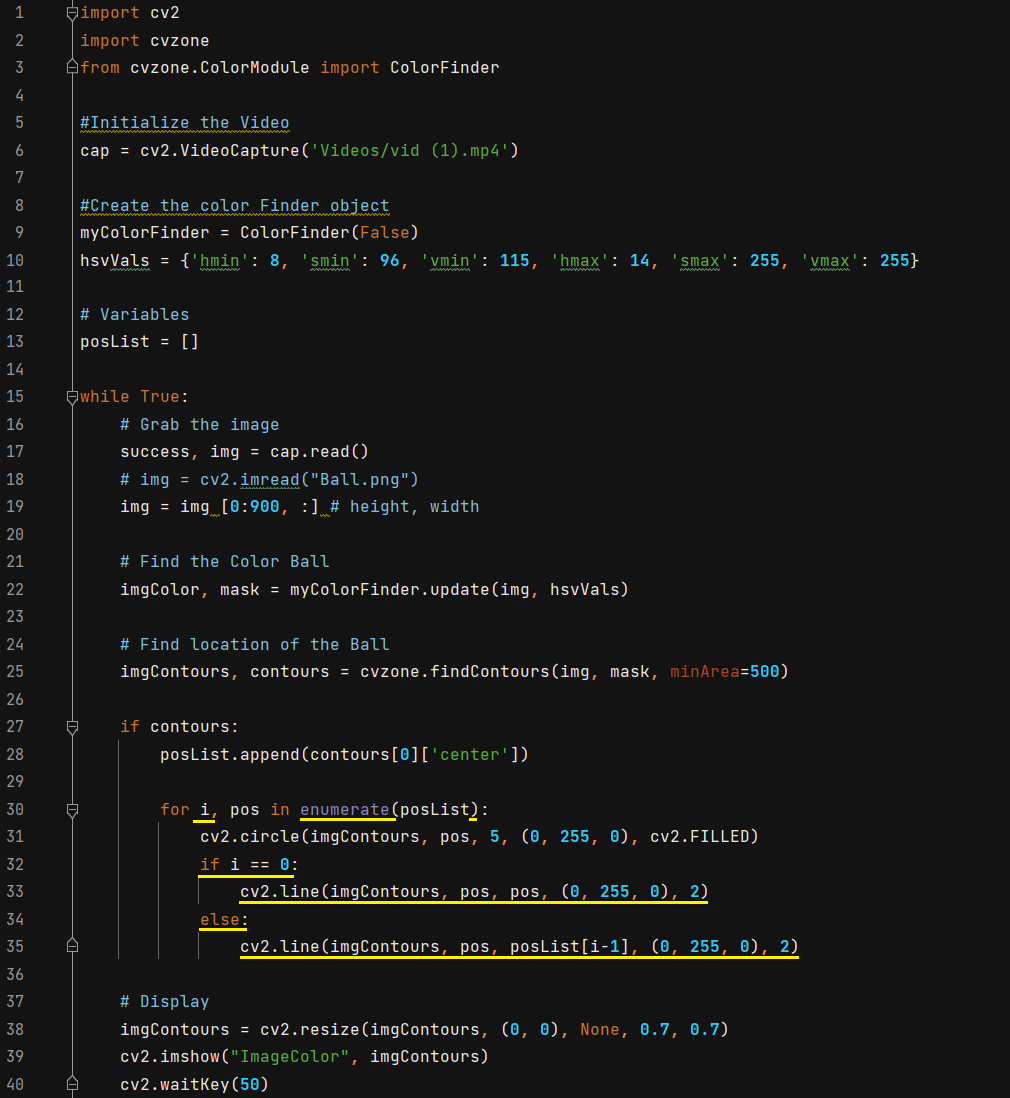 1 import cv2
2 import cvzone
3 from cvzone.ColorModule import ColorFinder
4
5 #Initialize the Video
6 cap = cv2.VideoCapture('Videos/vid (1).mp4')
7
8 #Create the color Finder object
9 myColorFinder = ColorFinder(False)
10 hsvVals = {'hmin': 8, 'smin': 96, 'vmin': 115, 'hmax': 14, 'smax': 255, 'vmax': 255}
11
12 # Variables
13 posList = []
14
15 while True:
16     # Grab the image
17     success, img = cap.read()
18     # img = cv2.imread("Ball.png")
19     img = img [0:900, :] # height, width
20
21     # Find the Color Ball
22     imgColor, mask = myColorFinder.update(img, hsvVals)
23
24     # Find location of the Ball
25     imgContours, contours = cvzone.findContours(img, mask, minArea=500)
26
27     if contours:
28         posList.append(contours[0]['center'])
29
30         for i, pos in enumerate(posList):
31             cv2.circle(imgContours, pos, 5, (0, 255, 0), cv2.FILLED)
32             if i == 0:
33                 cv2.line(imgContours, pos, pos, (0, 255, 0), 2)
34             else:
35                 cv2.line(imgContours, pos, posList[i-1], (0, 255, 0), 2)
36
37     # Display
38     imgContours = cv2.resize(imgContours, (0, 0), None, 0.7, 0.7)
39     cv2.imshow("ImageColor", imgContours)
40     cv2.waitKey(50)